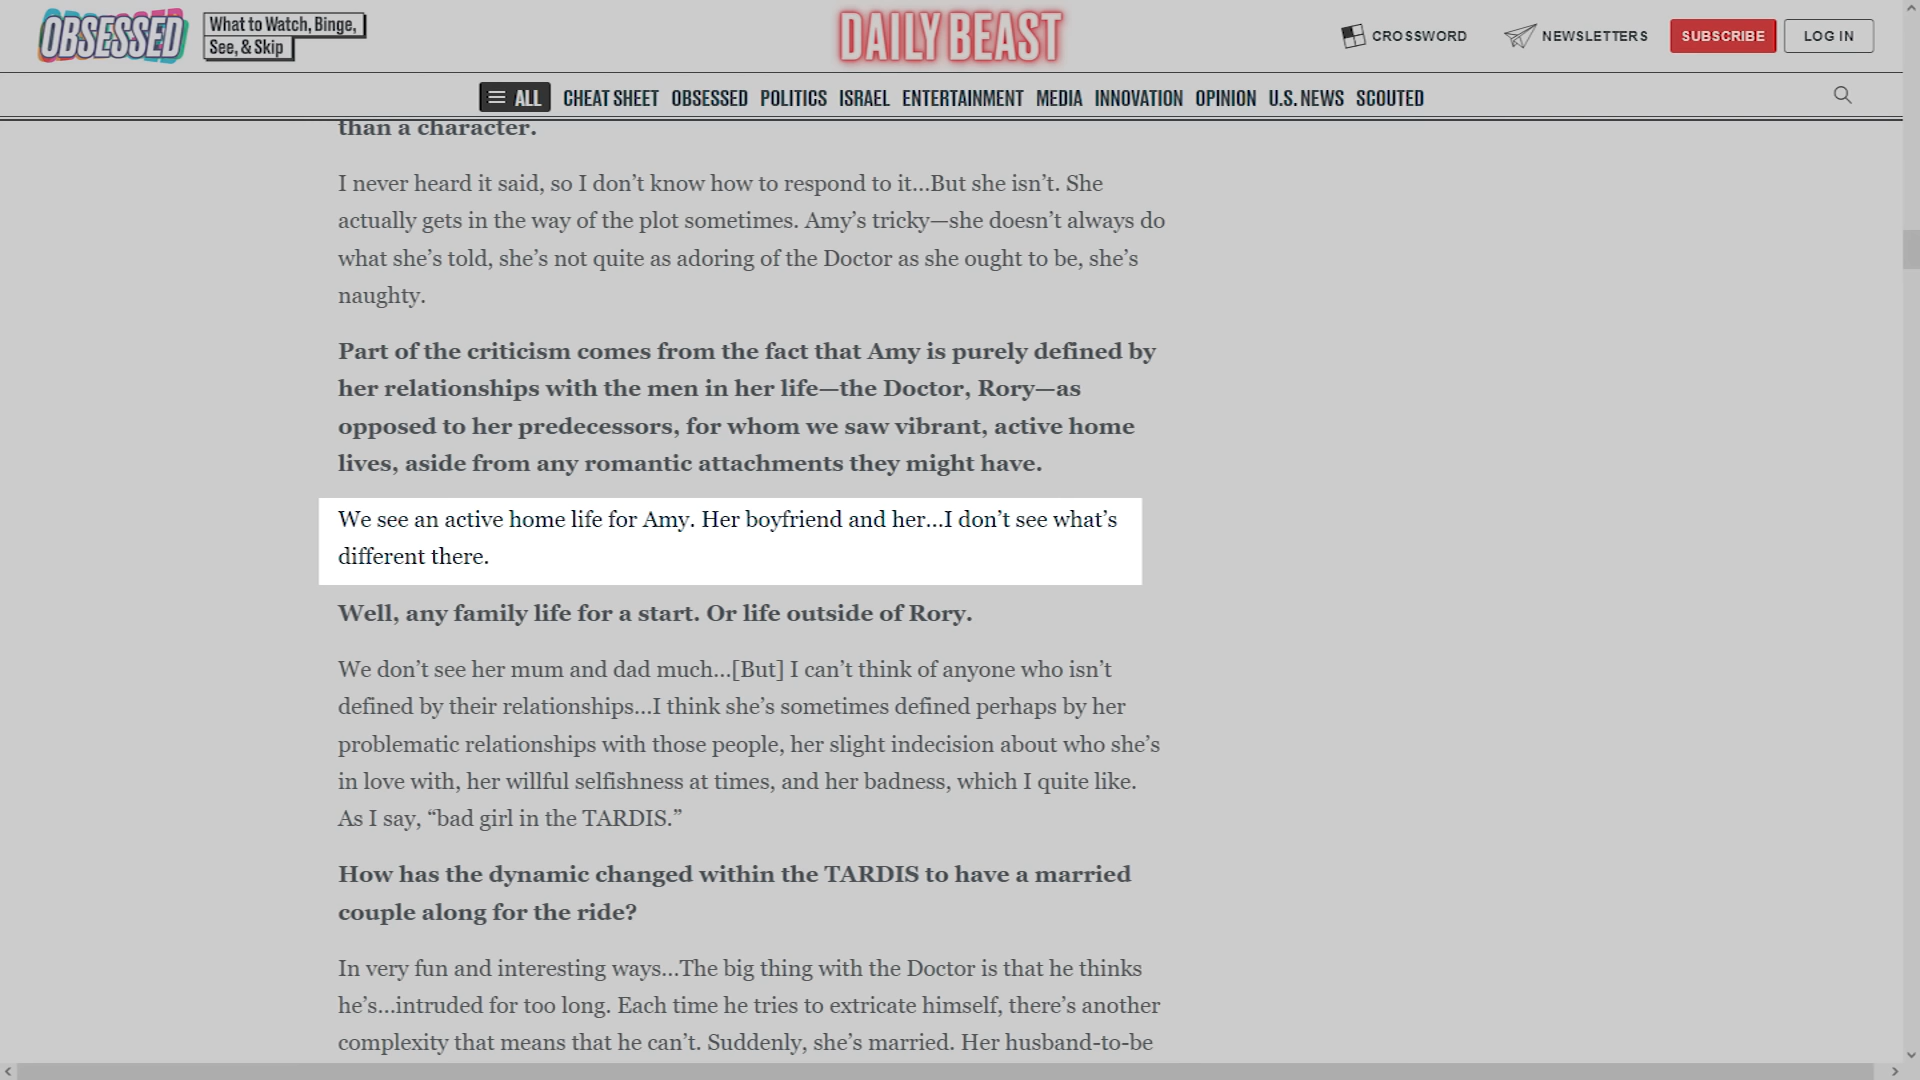 OBSESSED
What to Watch, Binge,
See, & Skip
DAILY BEAST
CROSSWORD
NEWSLETTERS
SUBSCRIBE
LOG IN
ALL CHEAT SHEET OBSESSED POLITICS ISRAEL ENTERTAINMENT MEDIA INNOVATION OPINION U.S. NEWS SCOUTED
than a character.
I never heard it said, so I don’t know how to respond to it…But she isn’t. She
actually gets in the way of the plot sometimes. Amy’s tricky—she doesn’t always do
what she’s told, she’s not quite as adoring of the Doctor as she ought to be, she’s
naughty.
Part of the criticism comes from the fact that Amy is purely defined by
her relationships with the men in her life—the Doctor, Rory—as
opposed to her predecessors, for whom we saw vibrant, active home
lives, aside from any romantic attachments they might have.
We see an active home life for Amy. Her boyfriend and her…I don’t see what’s
different there.
Well, any family life for a start. Or life outside of Rory.
We don’t see her mum and dad much…[But] I can’t think of anyone who isn’t
defined by their relationships…I think she’s sometimes defined perhaps by her
problematic relationships with those people, her slight indecision about who she’s
in love with, her willful selfishness at times, and her badness, which I quite like.
As I say, “bad girl in the TARDIS.”
How has the dynamic changed within the TARDIS to have a married
couple along for the ride?
In very fun and interesting ways…The big thing with the Doctor is that he thinks
he’s…intruded for too long. Each time he tries to extricate himself, there’s another
complexity that means that he can’t. Suddenly, she’s married. Her husband-to-be